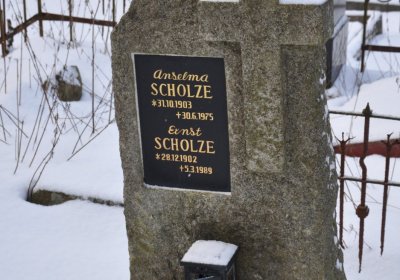 Anselma
SCHOLZE
*31.10.1903
+30.6.1975
Ernst
SCHOLZE
*28.12.1902
+5.3.1989